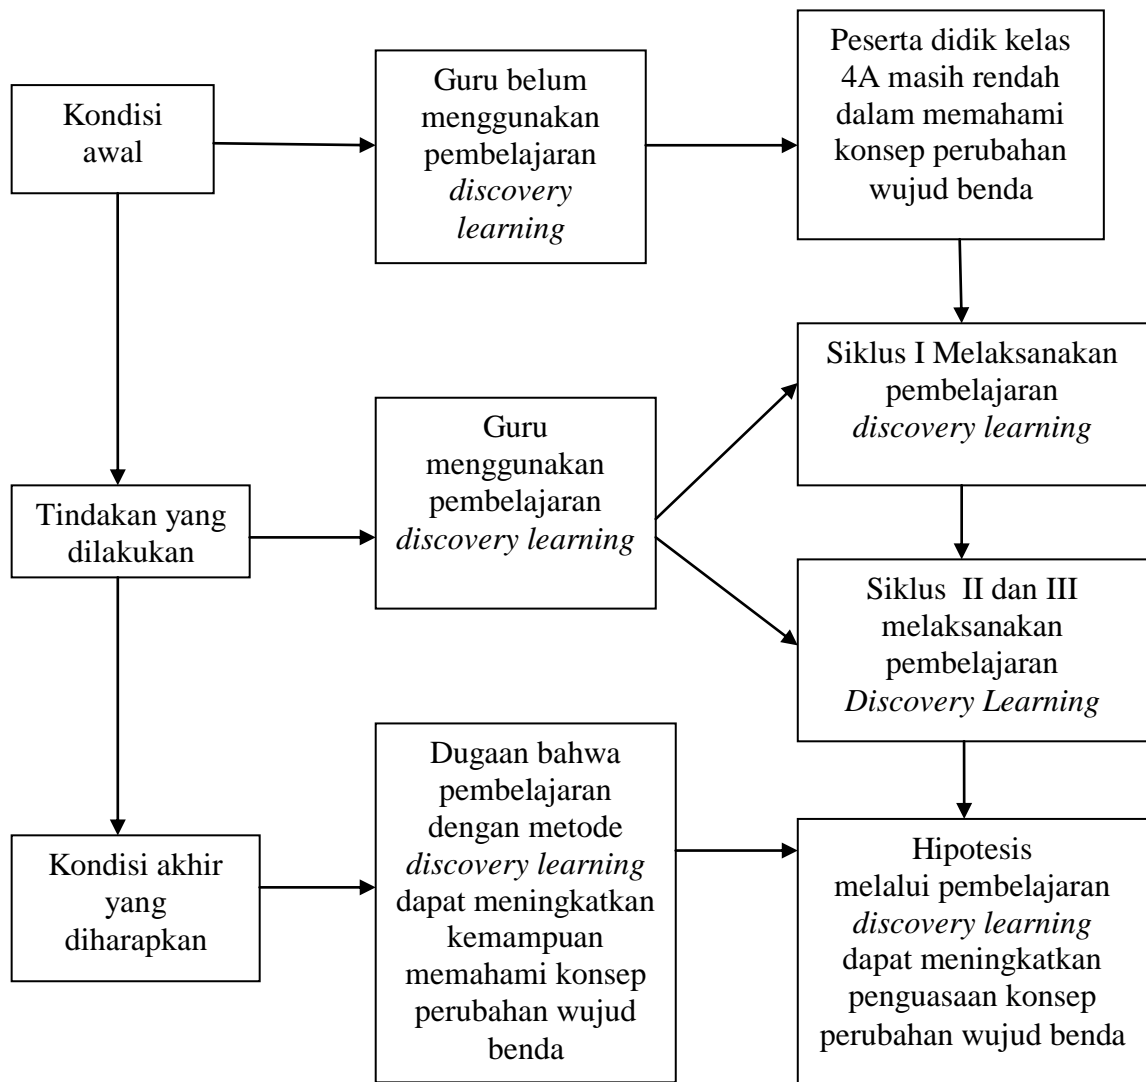 Kondisi
awal
Guru belum
menggunakan
pembelajaran
discovery
learning
Peserta didik kelas
4A masih rendah
dalam memahami
konsep perubahan
wujud benda
Tindakan yang
dilakukan
Guru
menggunakan
pembelajaran
discovery learning
Siklus I Melaksanakan
pembelajaran
discovery learning
Siklus II dan III
melaksanakan
pembelajaran
Discovery Learning
Kondisi akhir
yang
diharapkan
Dugaan bahwa
pembelajaran
dengan metode
discovery learning
dapat meningkatkan
kemampuan
memahami konsep
perubahan wujud
benda
Hipotesis
melalui pembelajaran
discovery learning
dapat meningkatkan
penguasaan konsep
perubahan wujud benda